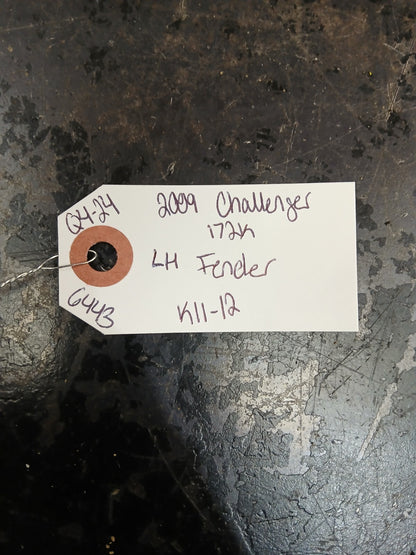 Q4-24
2009 Challenger
172K
LH Fender
6443
K11-12